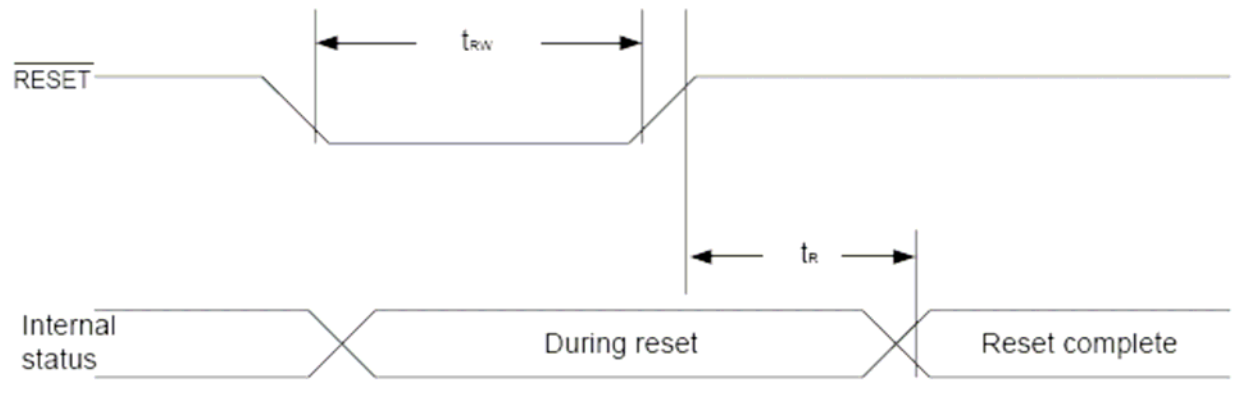 tRW
RESET
tR
Internal
status
During reset
Reset complete